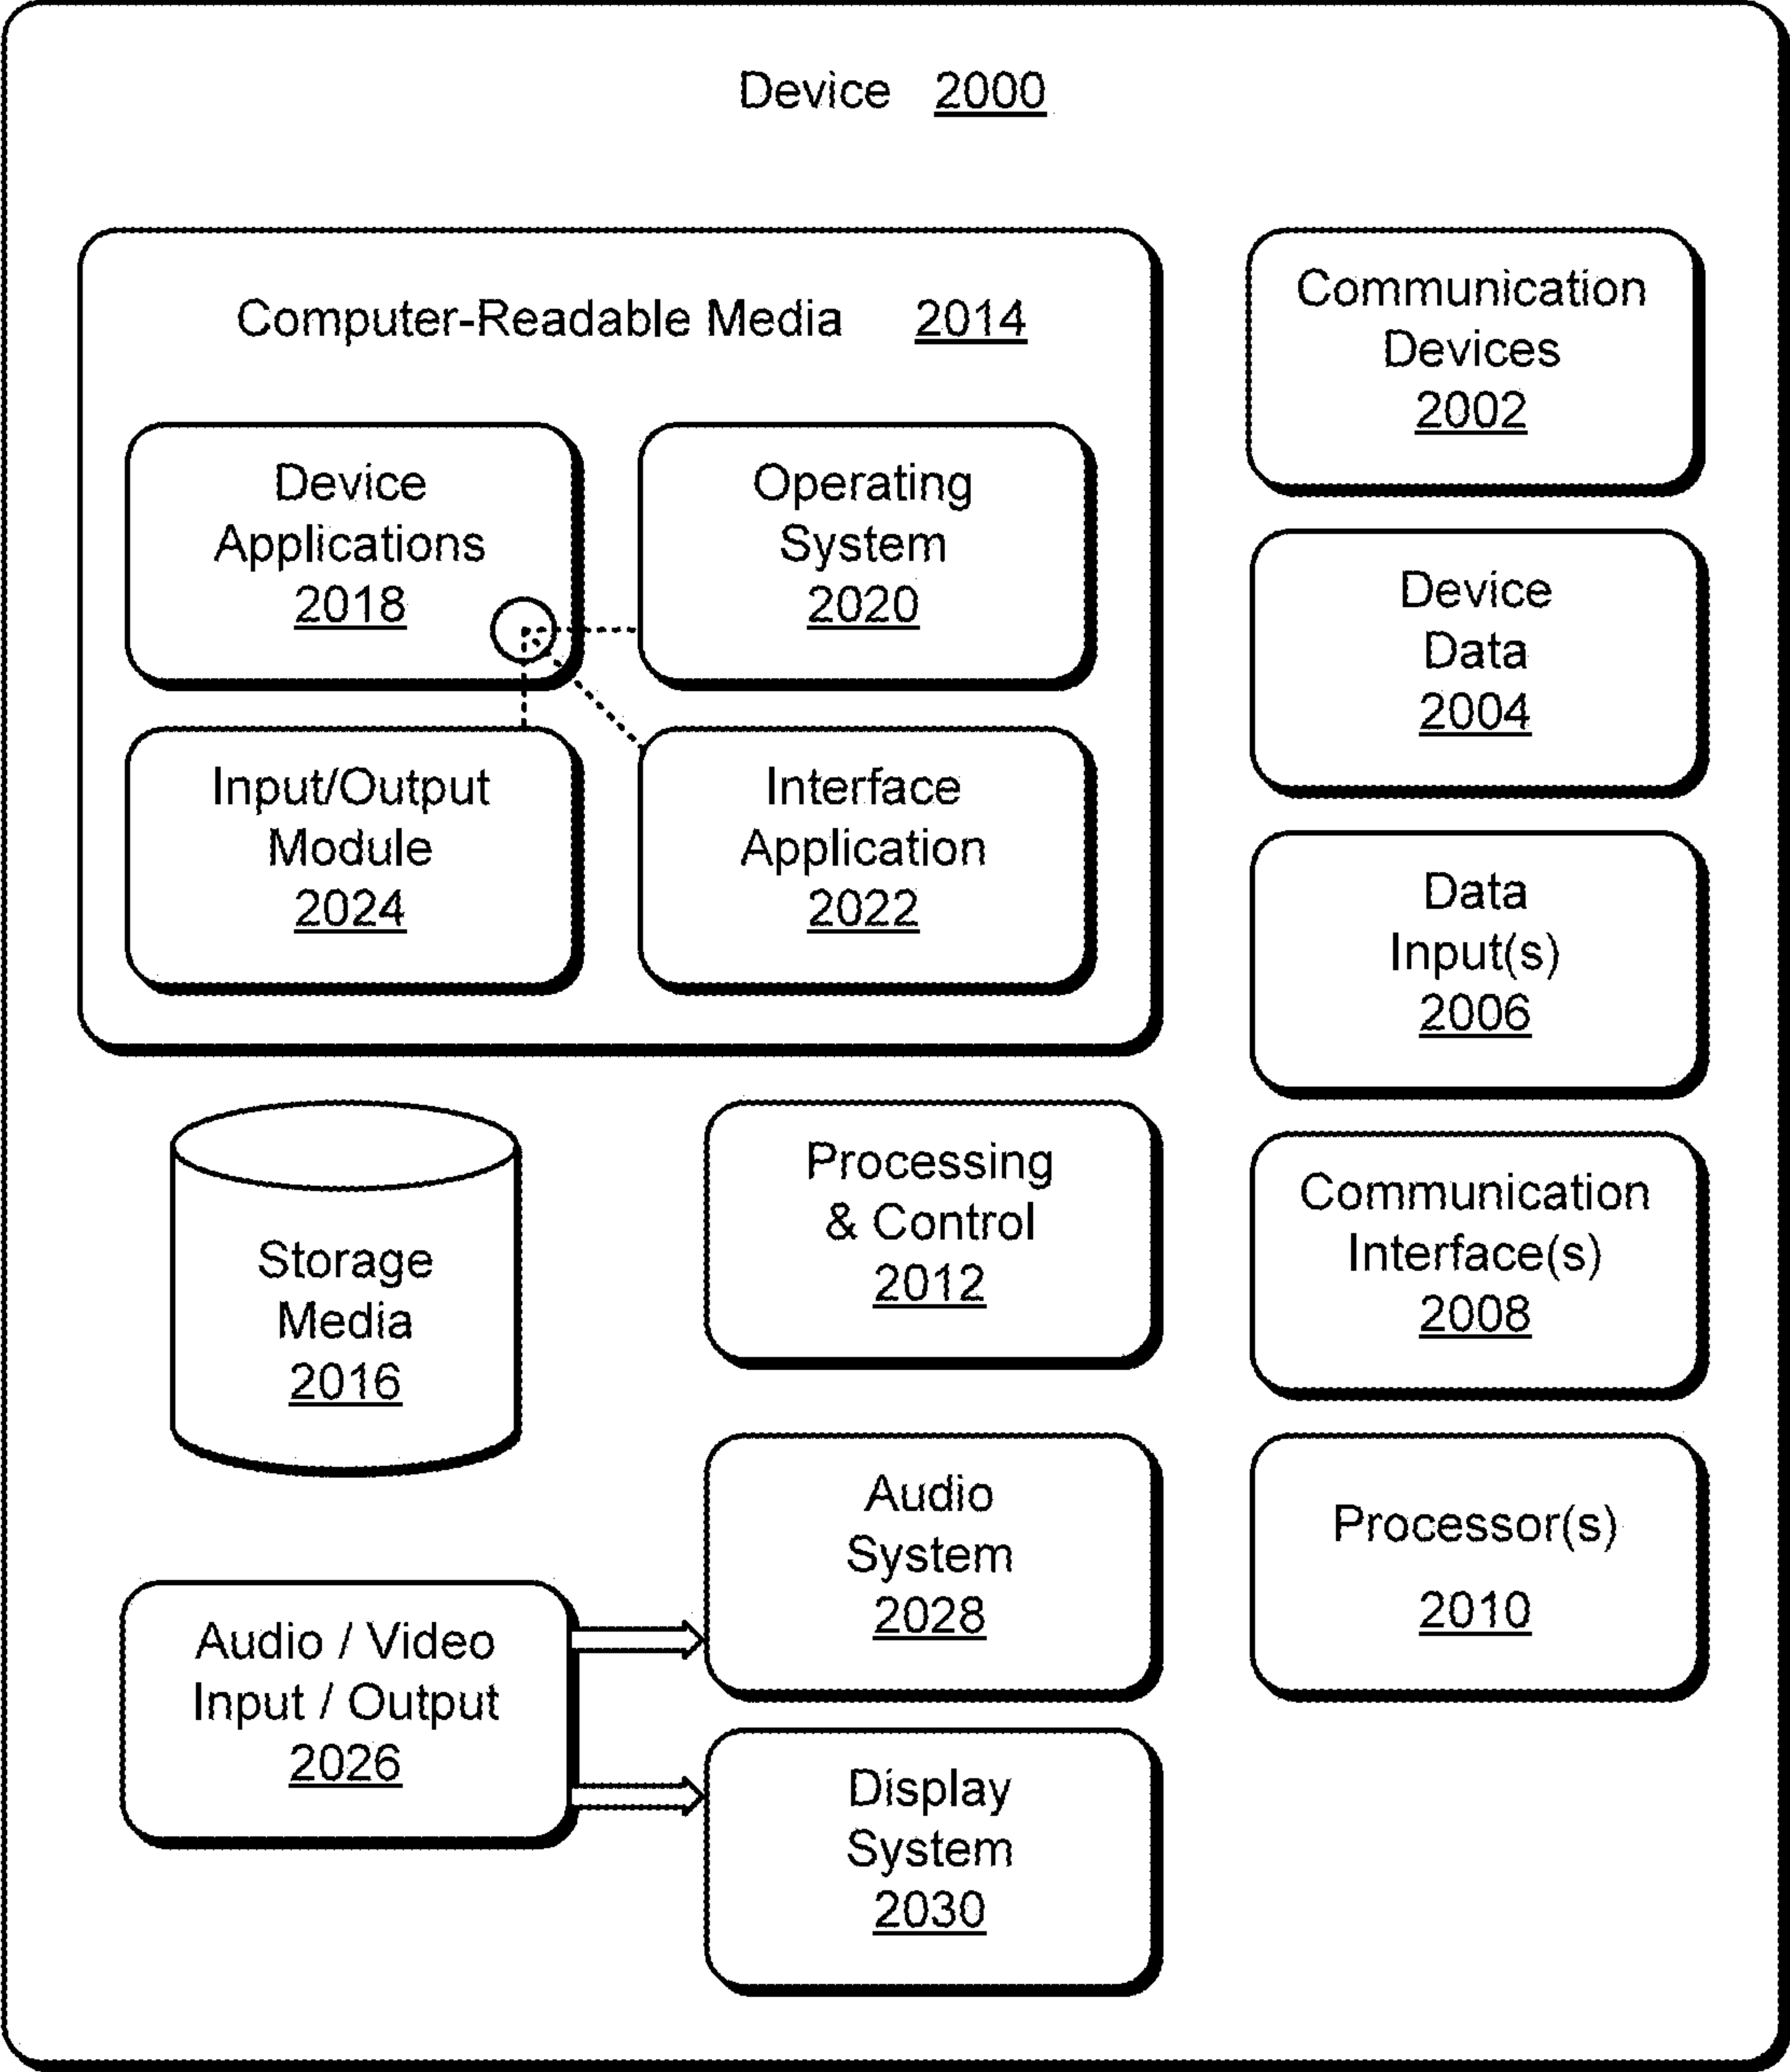 Device 2000
Computer-Readable Media 2014
Device
Applications
2018
Operating
System
2020
Input/Output
Module
2024
Interface
Application
2022
Storage
Media
2016
Processing
& Control
2012
Audio / Video
Input / Output
2026
Audio
System
2028
Display
System
2030
Communication
Devices
2002
Device
Data
2004
Data
Input(s)
2006
Communication
Interface(s)
2008
Processor(s)
2010